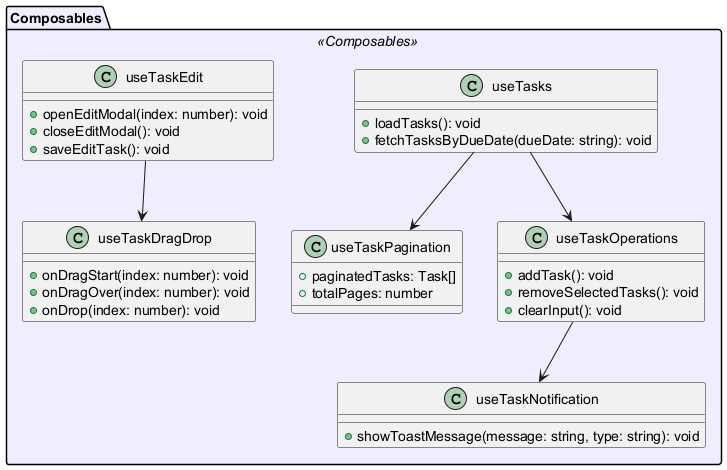 Composables
«Composables»
C useTaskEdit
openEditModal(index: number): void
closeEditModal(): void
saveEditTask(): void
C useTasks
loadTasks(): void
fetchTasksByDueDate(dueDate: string): void
C useTaskDragDrop
onDragStart(index: number): void
onDragOver(index: number): void
onDrop(index: number): void
C useTaskPagination
paginatedTasks: Task[]
totalPages: number
C useTaskOperations
addTask(): void
removeSelectedTasks(): void
clearInput(): void
C useTaskNotification
showToastMessage(message: string, type: string): void